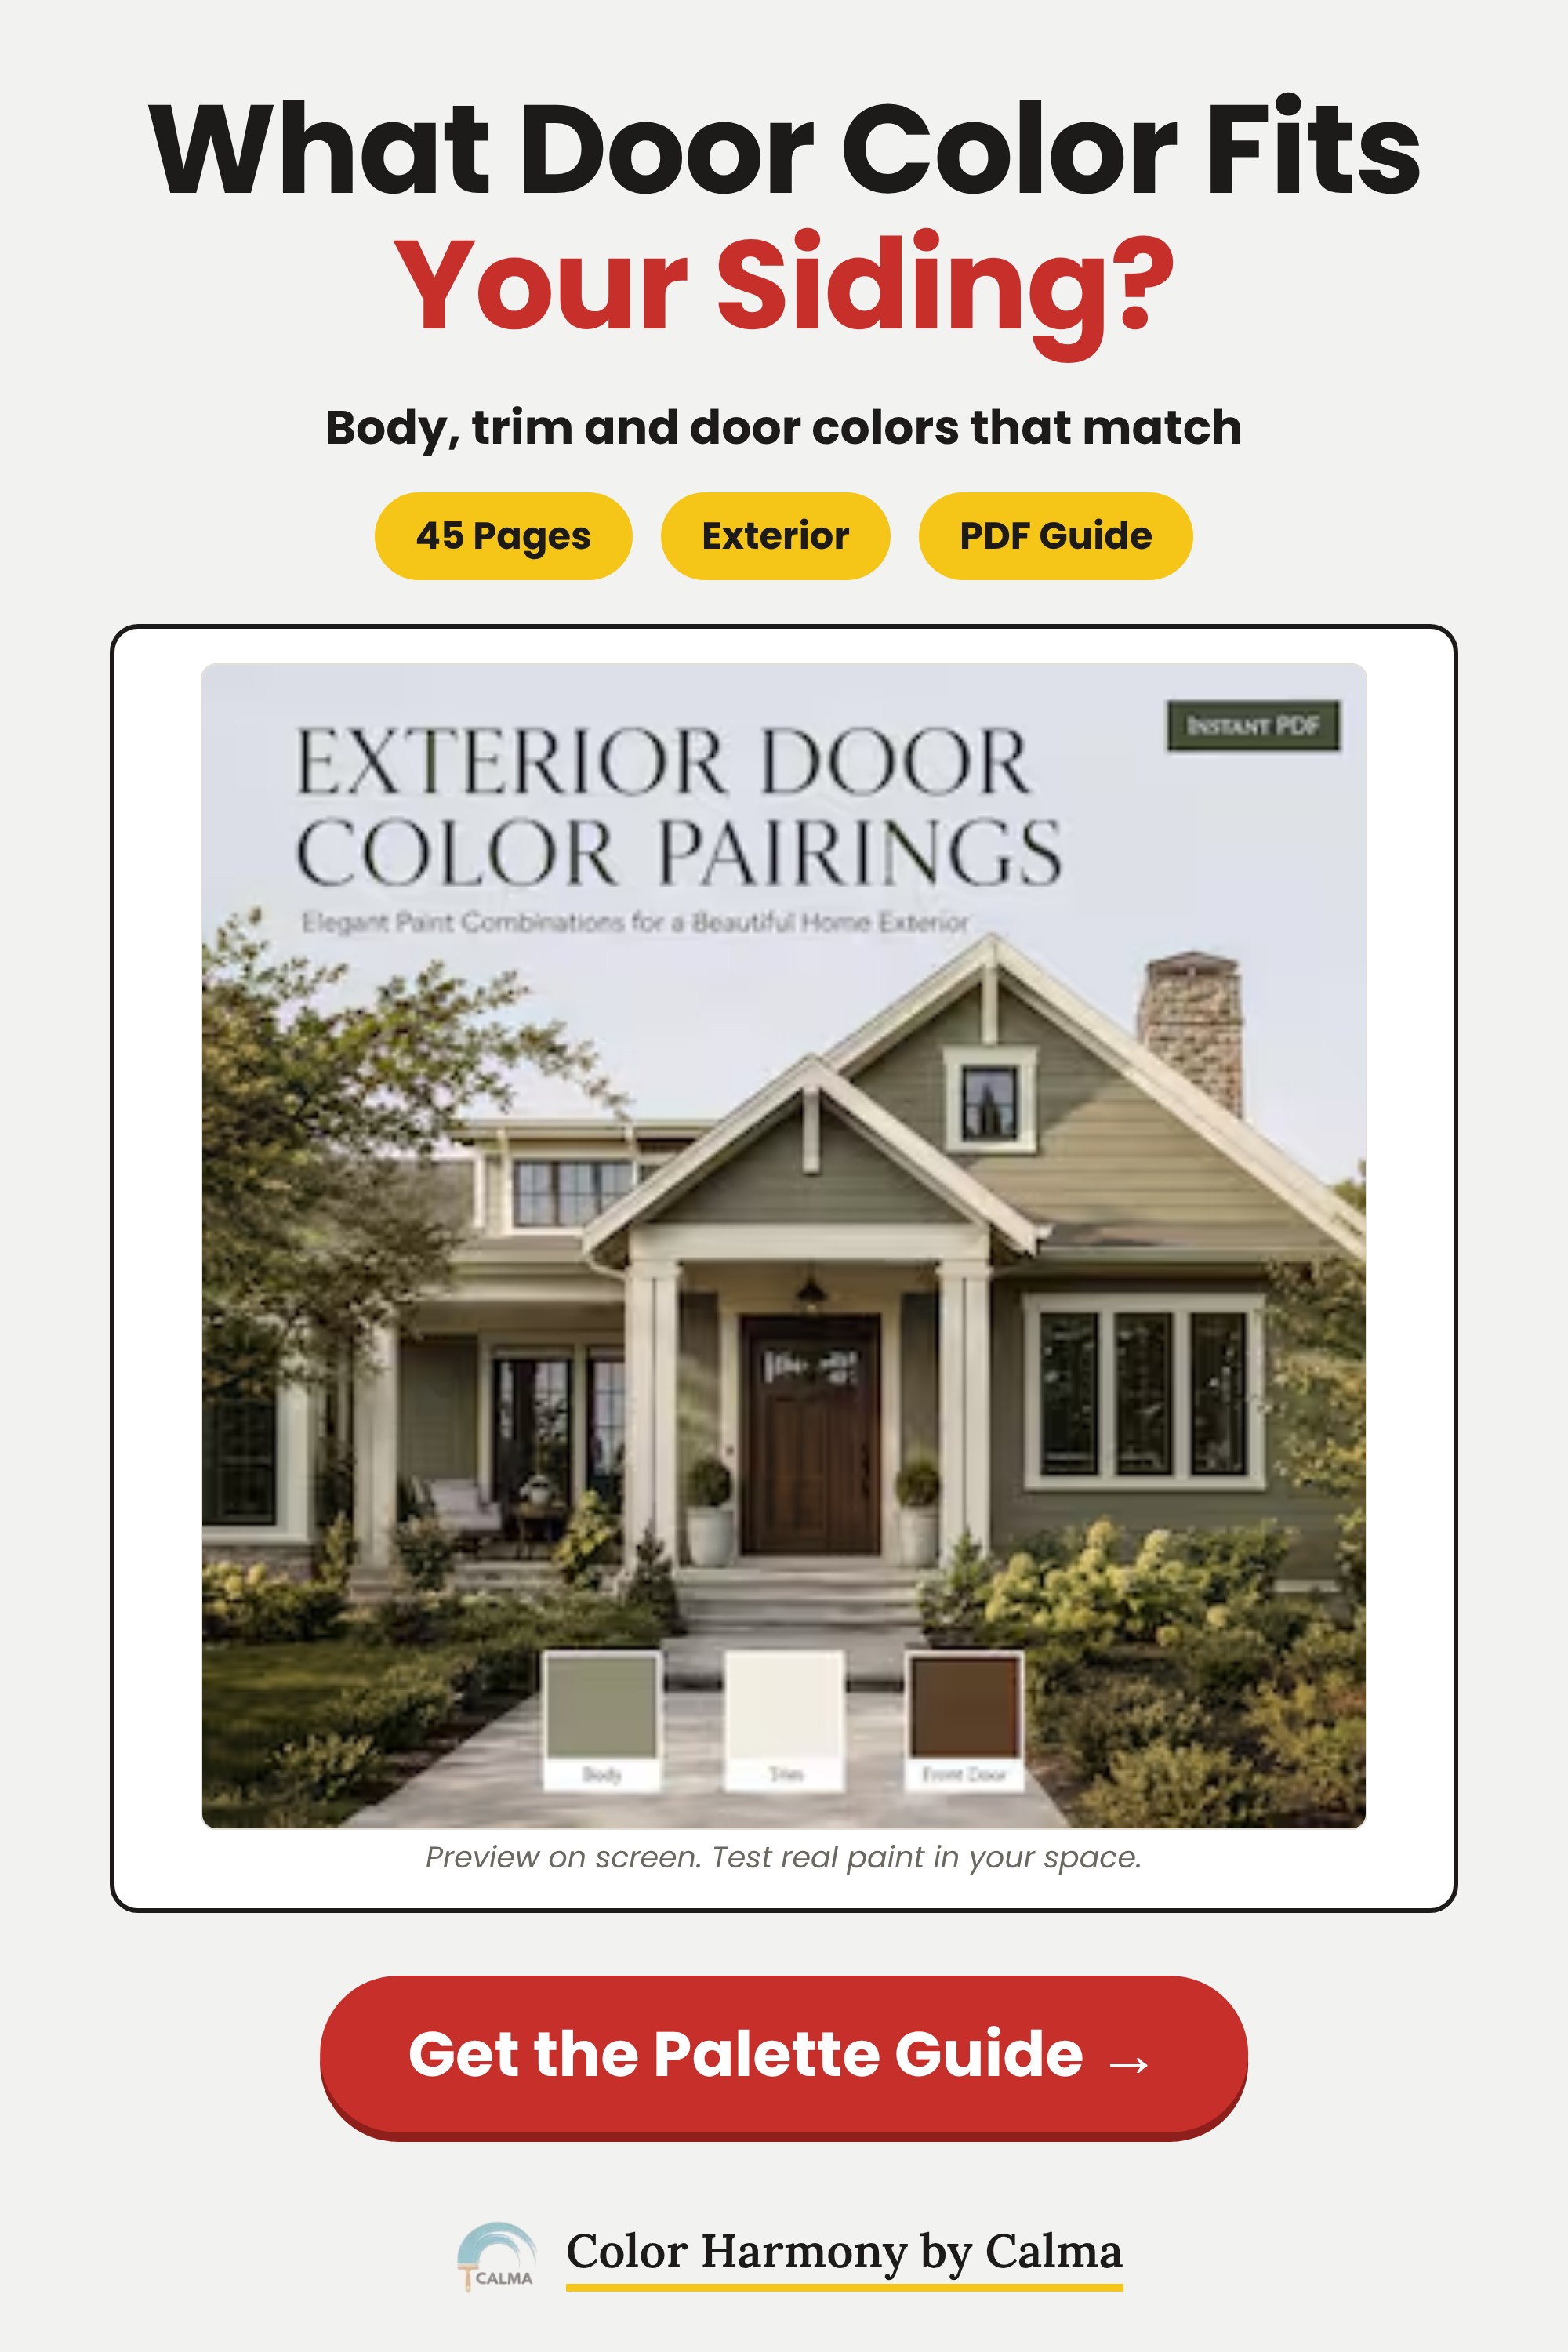 What Door Color Fits
Your Siding?
Body, trim and door colors that match
45 Pages Exterior PDF Guide
INSTANT PDF
EXTERIOR DOOR
COLOR PAIRINGS
Elegant Paint Combinations for a Beautiful Home Exterior
Body Trim Front Door
Preview on screen. Test real paint in your space.
Get the Palette Guide →
CALMA
Color Harmony by Calma